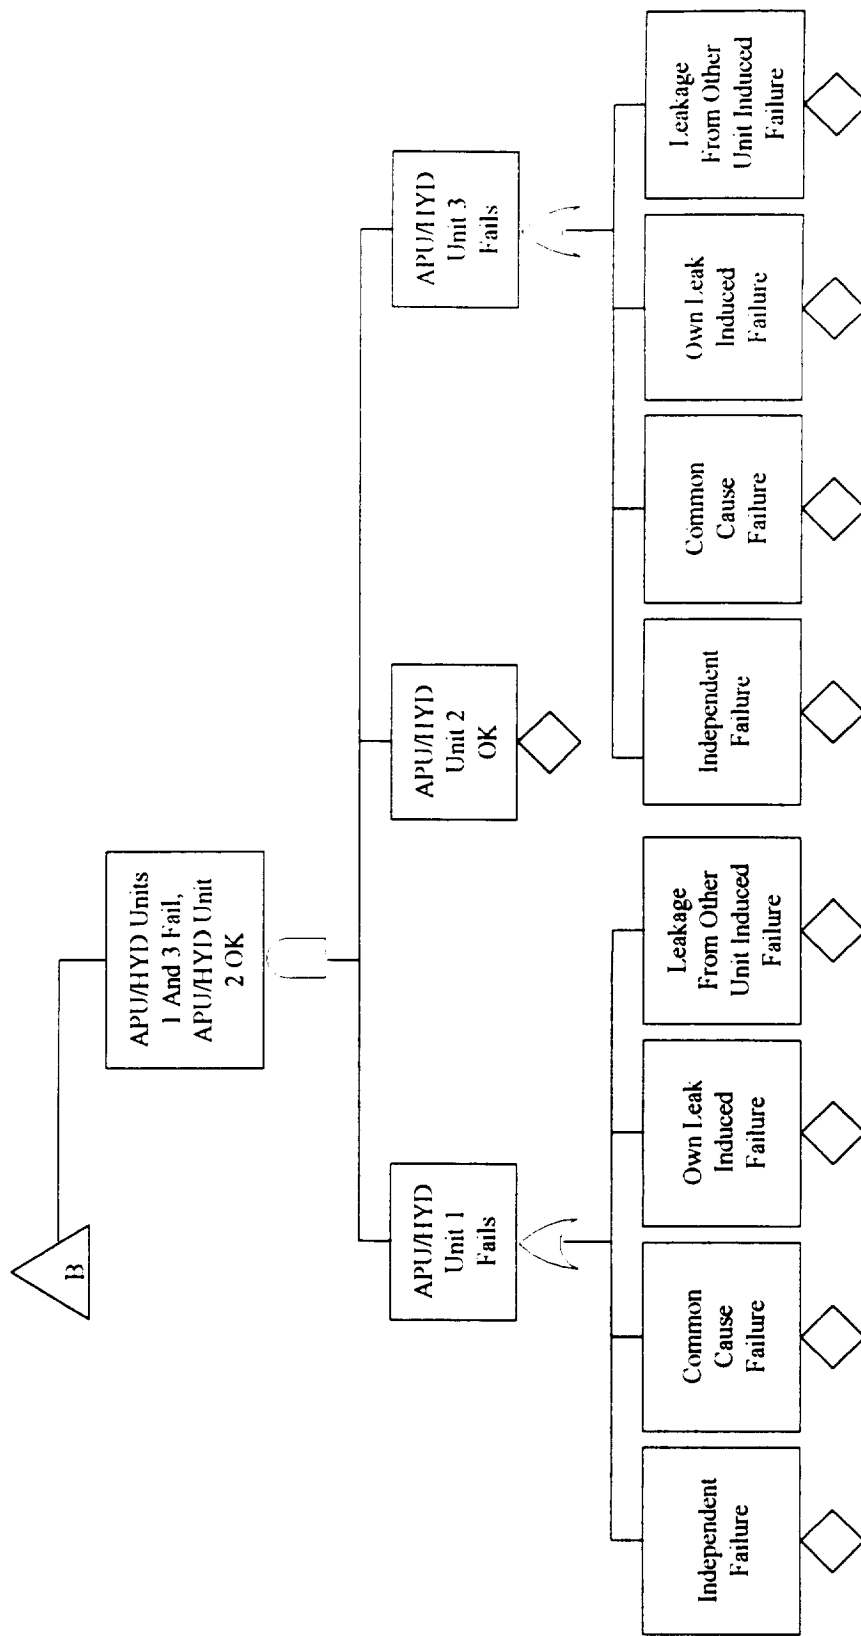 B
APU/HYD Units
1 And 3 Fail,
APU/HYD Unit
2 OK
APU/HYD
Unit 1
Fails
APU/HYD
Unit 2
OK
APU/HYD
Unit 3
Fails
Independent
Failure
Common
Cause
Failure
Own Leak
Induced
Failure
Leakage
From Other
Unit Induced
Failure
Independent
Failure
Common
Cause
Failure
Own Leak
Induced
Failure
Leakage
From Other
Unit Induced
Failure